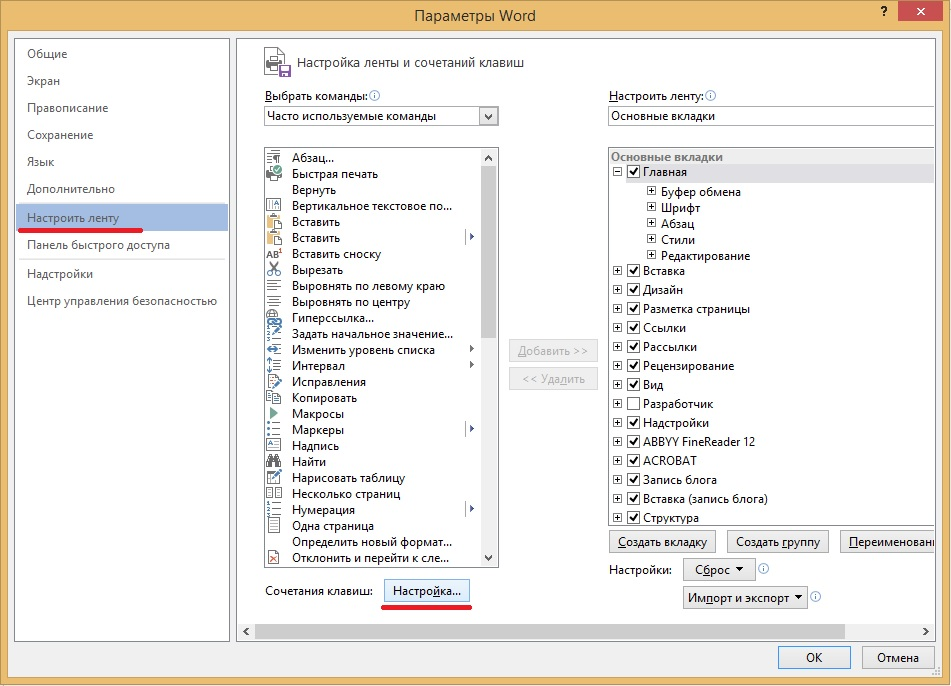 Параметры Word
?
Общие
Экран
Правописание
Сохранение
Язык
Дополнительно
Настроить ленту
Панель быстрого доступа
Надстройки
Центр управления безопасностью
Настройка ленты и сочетаний клавиш
Выбрать команды:
Часто используемые команды
Абзац...
Быстрая печать
Вернуть
Вертикальное текстовое по...
Вставить
Вставить
Вставить сноску
Вырезать
Выровнять по левому краю
Выровнять по центру
Гиперссылка...
Задать начальное значение...
Изменить уровень списка
Интервал
Исправления
Копировать
Макросы
Маркеры
Надпись
Найти
Нарисовать таблицу
Несколько страниц
Нумерация
Одна страница
Определить новый формат...
Отклонить и перейти к сле...
Сочетания клавиш: Настройка...
Добавить >>
<< Удалить
Настроить ленту:
Основные вкладки
Основные вкладки
Главная
Буфер обмена
Шрифт
Абзац
Стили
Редактирование
Вставка
Дизайн
Разметка страницы
Ссылки
Рассылки
Рецензирование
Вид
Разработчик
Надстройки
ABBYY FineReader 12
ACROBAT
Запись блога
Вставка (запись блога)
Структура
Создать вкладку Создать группу Переименован
Настройки: Сброс
Импорт и экспорт
ОК Отмена